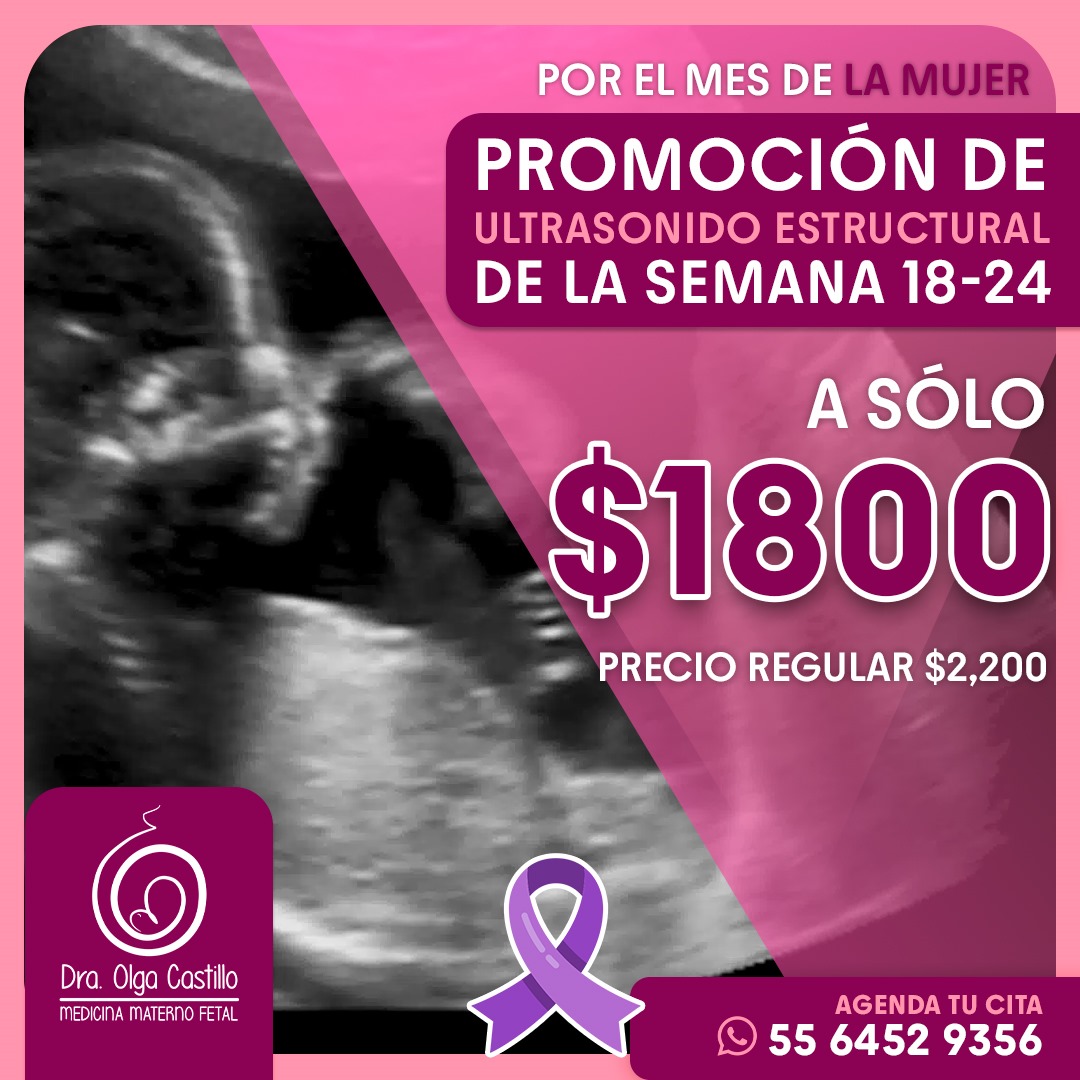 POR EL MES DE LA MUJER
PROMOCIÓN DE
ULTRASONIDO ESTRUCTURAL
DE LA SEMANA 18-24
A SÓLO
$1800
PRECIO REGULAR $2,200
Dra. Olga Castillo
MEDICINA MATERNO FETAL
AGENDA TU CITA
55 6452 9356